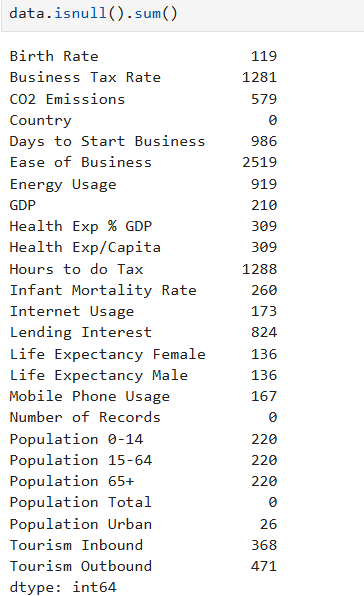 data.isnull().sum()
Birth Rate 119
Business Tax Rate 1281
CO2 Emissions 579
Country 0
Days to Start Business 986
Ease of Business 2519
Energy Usage 919
GDP 210
Health Exp % GDP 309
Health Exp/Capita 309
Hours to do Tax 1288
Infant Mortality Rate 260
Internet Usage 173
Lending Interest 824
Life Expectancy Female 136
Life Expectancy Male 136
Mobile Phone Usage 167
Number of Records 0
Population 0-14 220
Population 15-64 220
Population 65+ 220
Population Total 0
Population Urban 26
Tourism Inbound 368
Tourism Outbound 471
dtype: int64